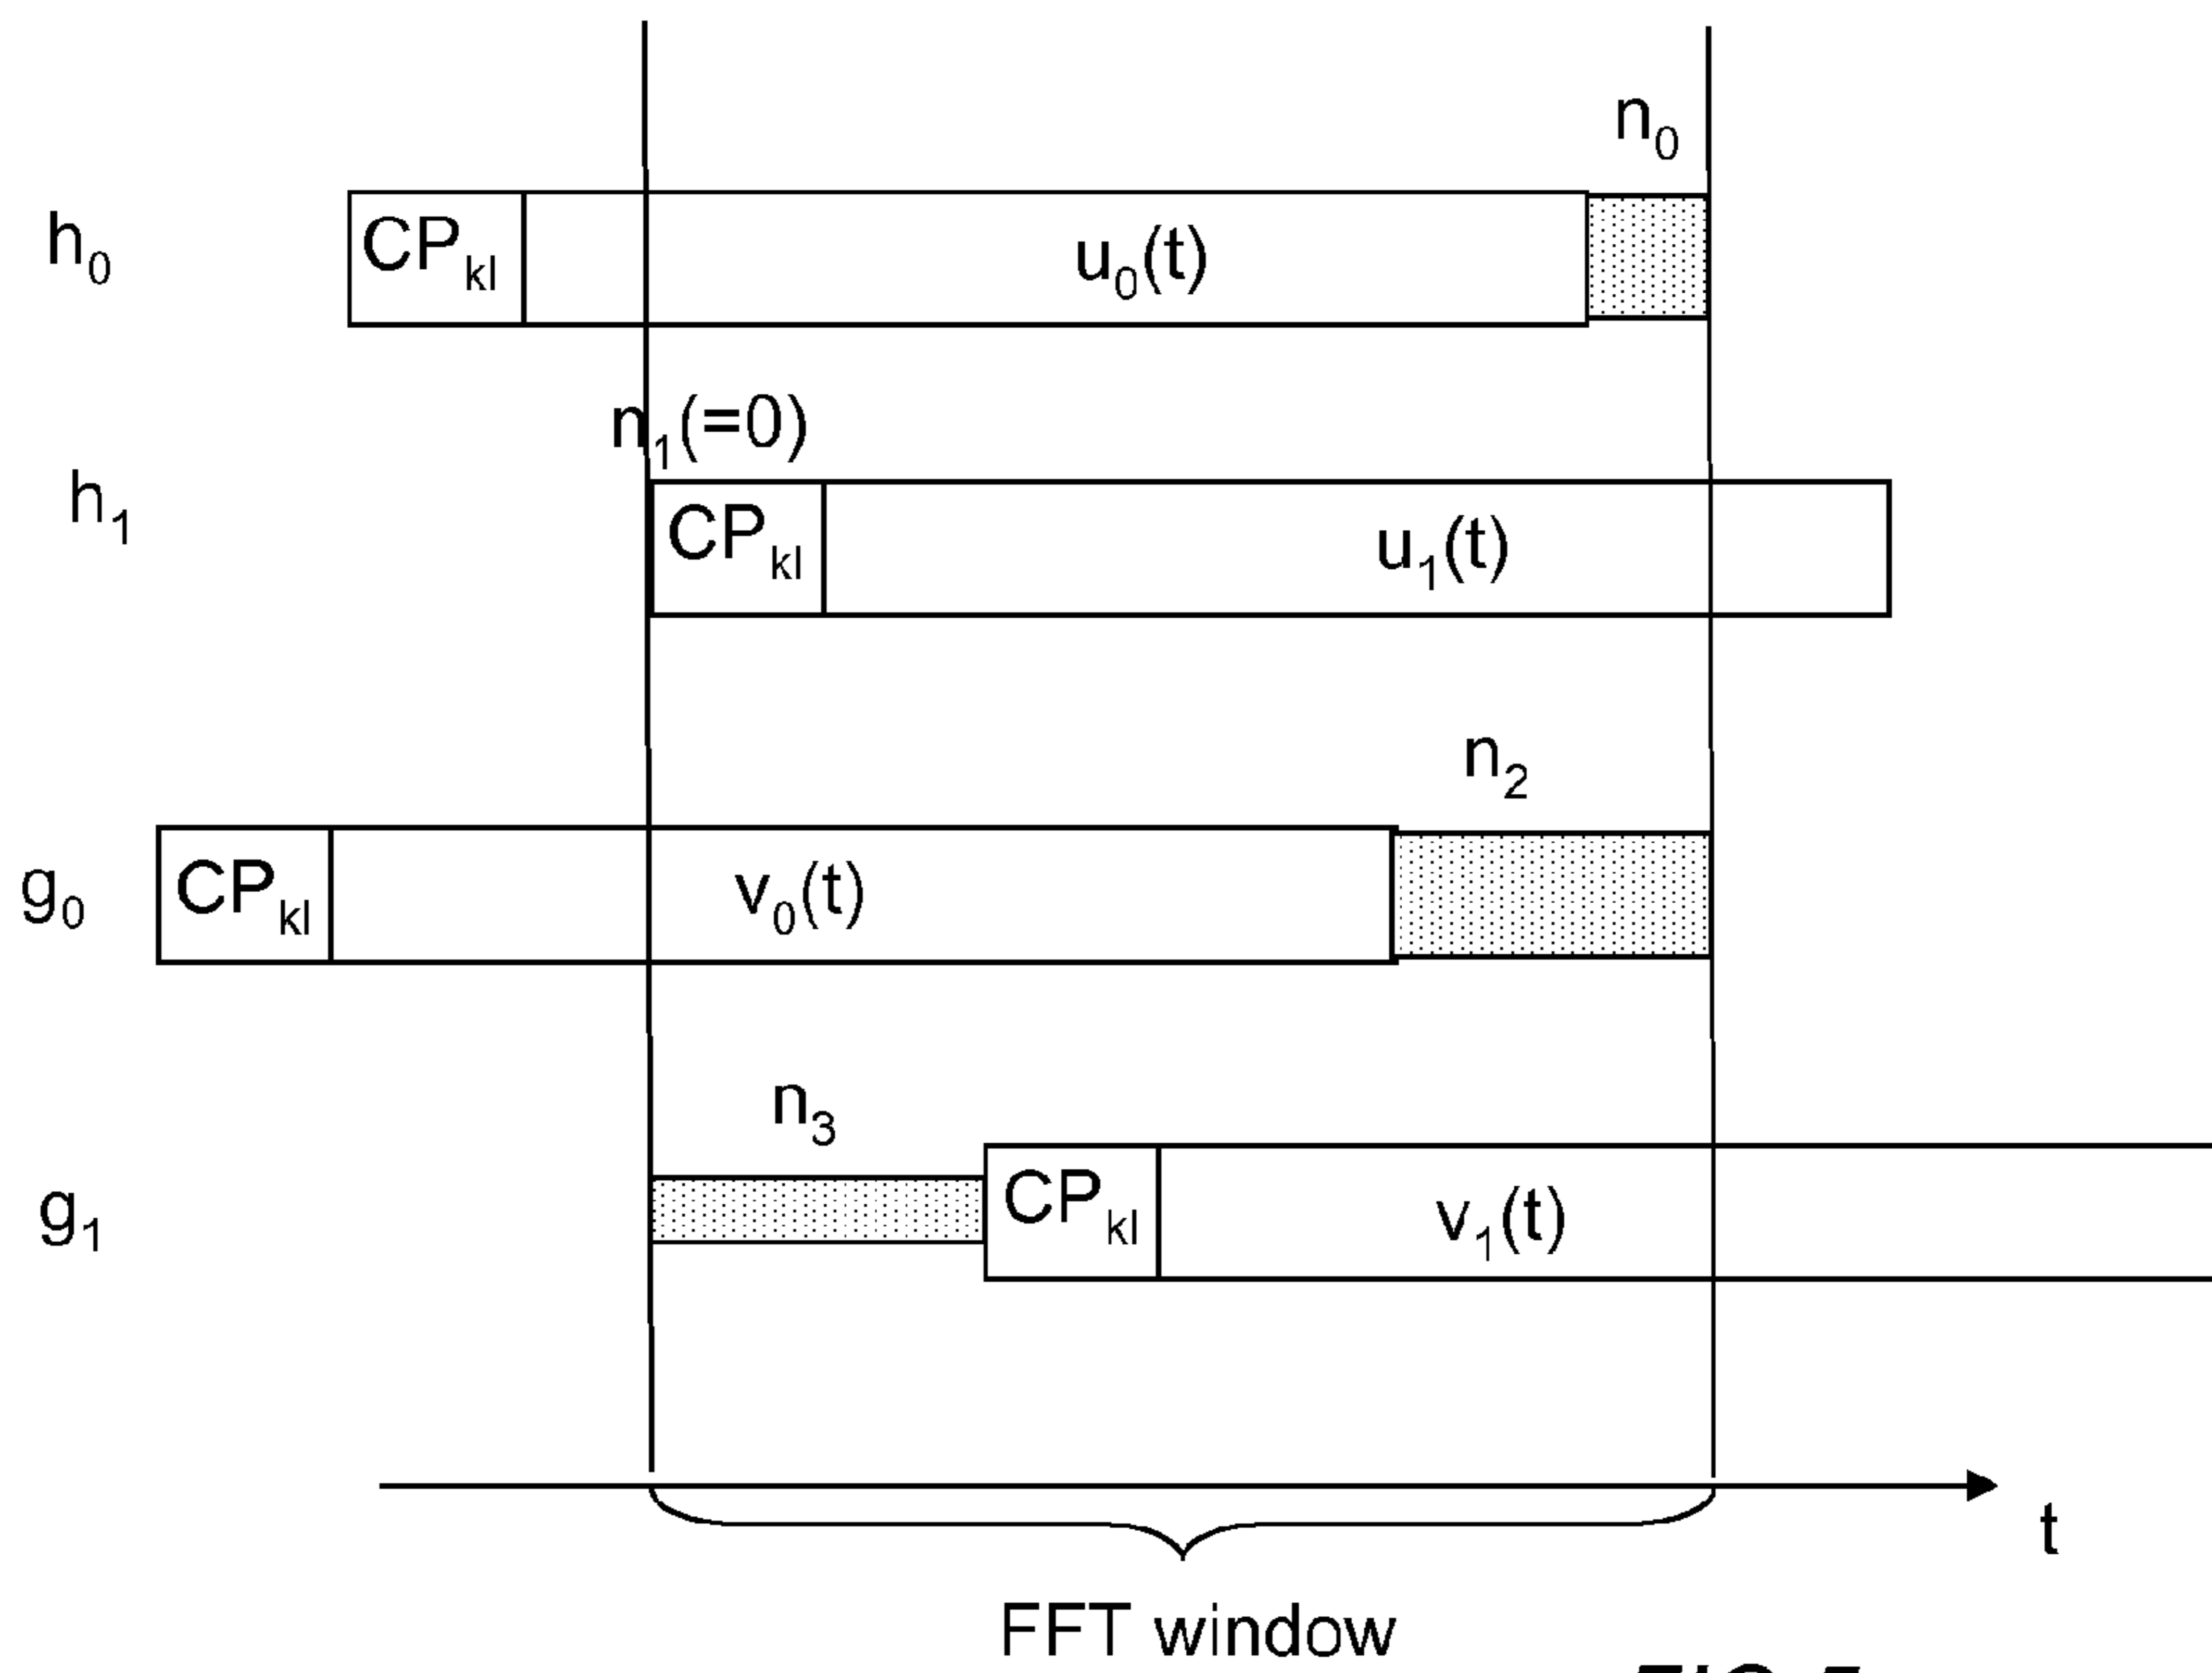 n₀
h₀
CPₖₗ
u₀(t)
n₁(=0)
h₁
CPₖₗ
u₁(t)
n₂
g₀
CPₖₗ
v₀(t)
n₃
g₁
CPₖₗ
v₁(t)
t
FFT window